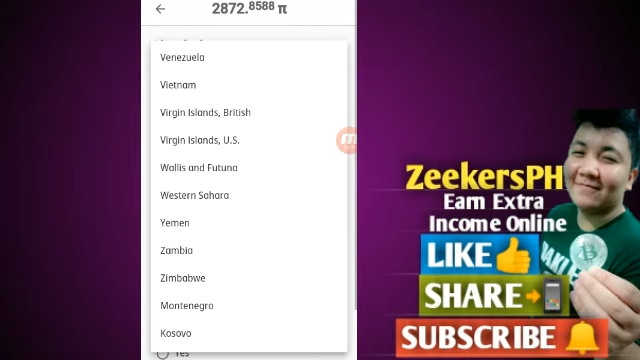 2872.8588 π
Venezuela
Vietnam
Virgin Islands, British
Virgin Islands, U.S.
Wallis and Futuna
Western Sahara
Yemen
Zambia
Zimbabwe
Montenegro
Kosovo
Yes
ZeekersPH
Earn Extra
Income Online
LIKE
SHARE
SUBSCRIBE